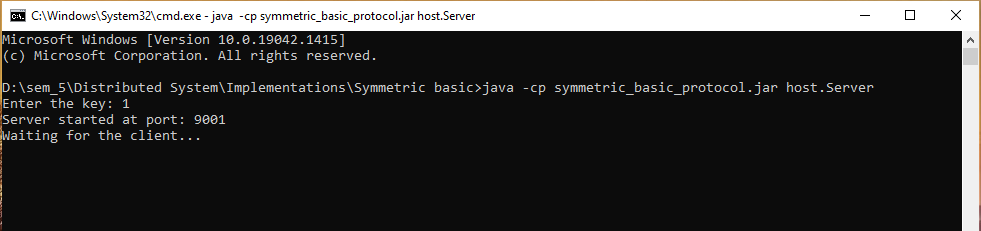 C:\Windows\System32\cmd.exe - java -cp symmetric_basic_protocol.jar host.Server
Microsoft Windows [Version 10.0.19042.1415]
(c) Microsoft Corporation. All rights reserved.
D:\sem_5\Distributed System\Implementations\Symmetric basic>java -cp symmetric_basic_protocol.jar host.Server
Enter the key: 1
Server started at port: 9001
Waiting for the client...